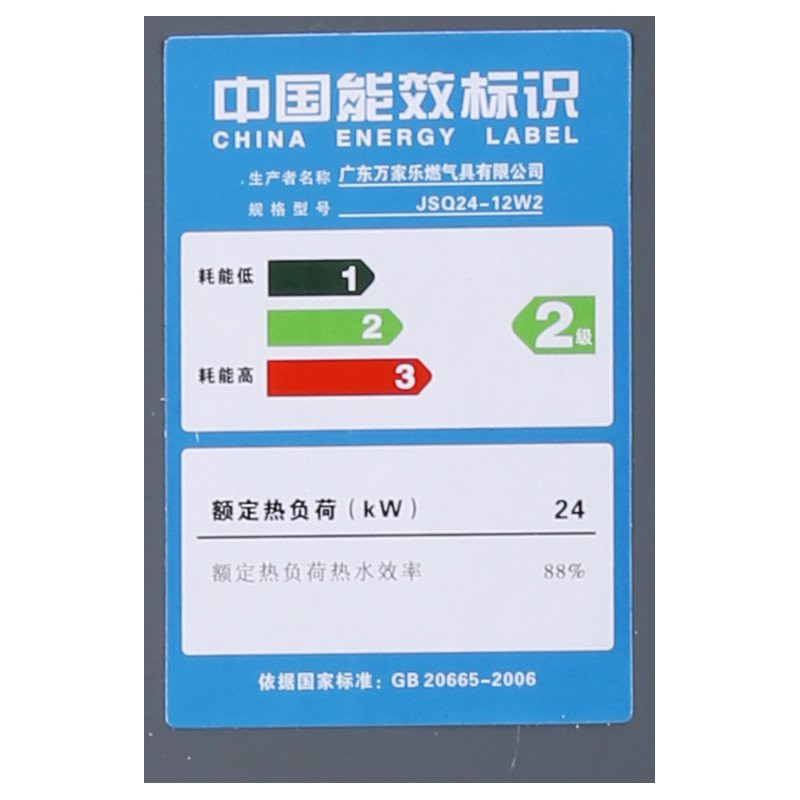 中国能效标识
CHINA ENERGY LABEL
生产者名称 广东万家乐燃气具有限公司
规格型号 JSQ24-12W2
耗能低 1
2 2级
耗能高 3
额定热负荷(kW) 24
额定热负荷热水效率 88%
依据国家标准：GB 20665-2006